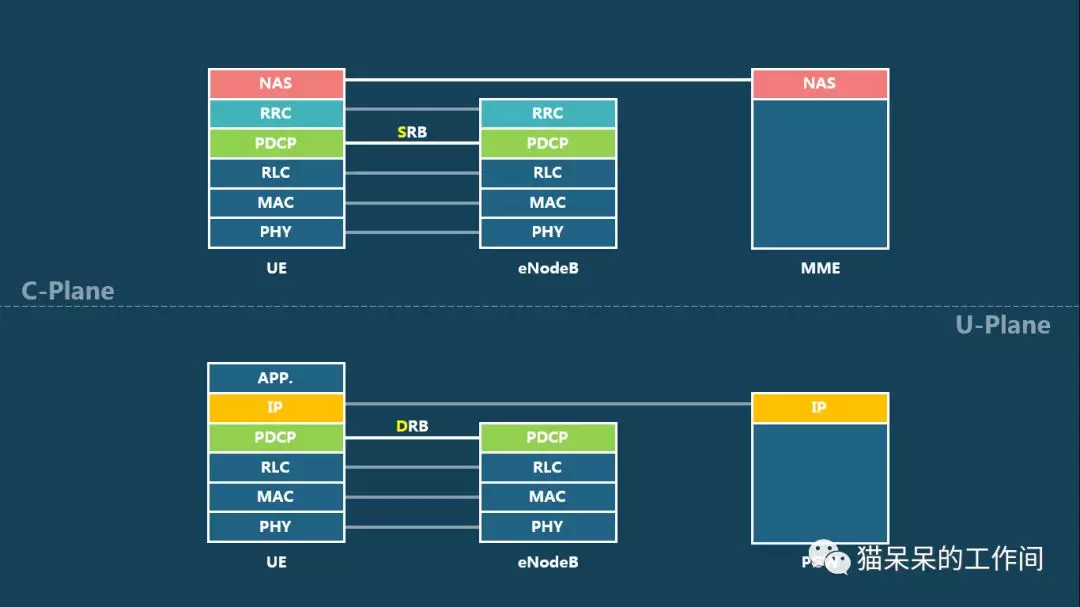 NAS
NAS
RRC
RRC
SRB
PDCP
PDCP
RLC
RLC
MAC
MAC
PHY
PHY
UE
eNodeB
MME
C-Plane
U-Plane
APP.
IP
IP
DRB
PDCP
PDCP
RLC
RLC
MAC
MAC
PHY
PHY
UE
eNodeB
猫呆呆的工作间